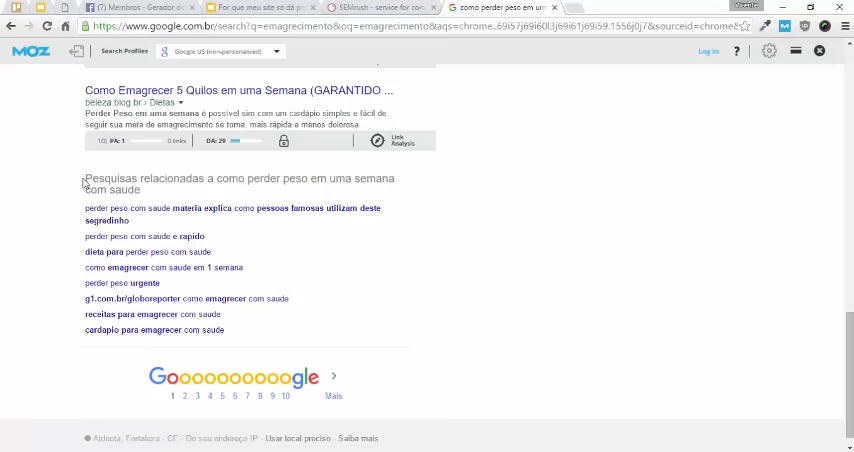 Membros - Gerador de
Por que meu site só dá pr
SEMrush - service for com
como perder peso em um
Vicente
https://www.google.com.br/search?q=emagrecimento&oq=emagrecimento&aqs=chrome..69i57j69i60l3j69i61j69i59.1556j0j7&sourceid=chrome&
MOZ
Search Profiles
Google US (non-personalized)
Log in
?
Como Emagrecer 5 Quilos em uma Semana (GARANTIDO ...
beleza.blog.br › Dietas
Perder Peso em uma semana é possível sim com um cardápio simples e fácil de
seguir sua meta de emagrecimento se torna, mais rápida e menos dolorosa.
10) PA: 1 0 links DA: 29 Link
Analysis
Pesquisas relacionadas a como perder peso em uma semana
com saude
perder peso com saude materia explica como pessoas famosas utilizam deste
segredinho
perder peso com saude e rapido
dieta para perder peso com saude
como emagrecer com saude em 1 semana
perder peso urgente
g1.com.br/globoreporter como emagrecer com saude
receitas para emagrecer com saude
cardapio para emagrecer com saude
Goooooooooogle
1 2 3 4 5 6 7 8 9 10 Mais
Aldeota, Fortaleza - CE - Do seu endereço IP - Usar local preciso - Saiba mais